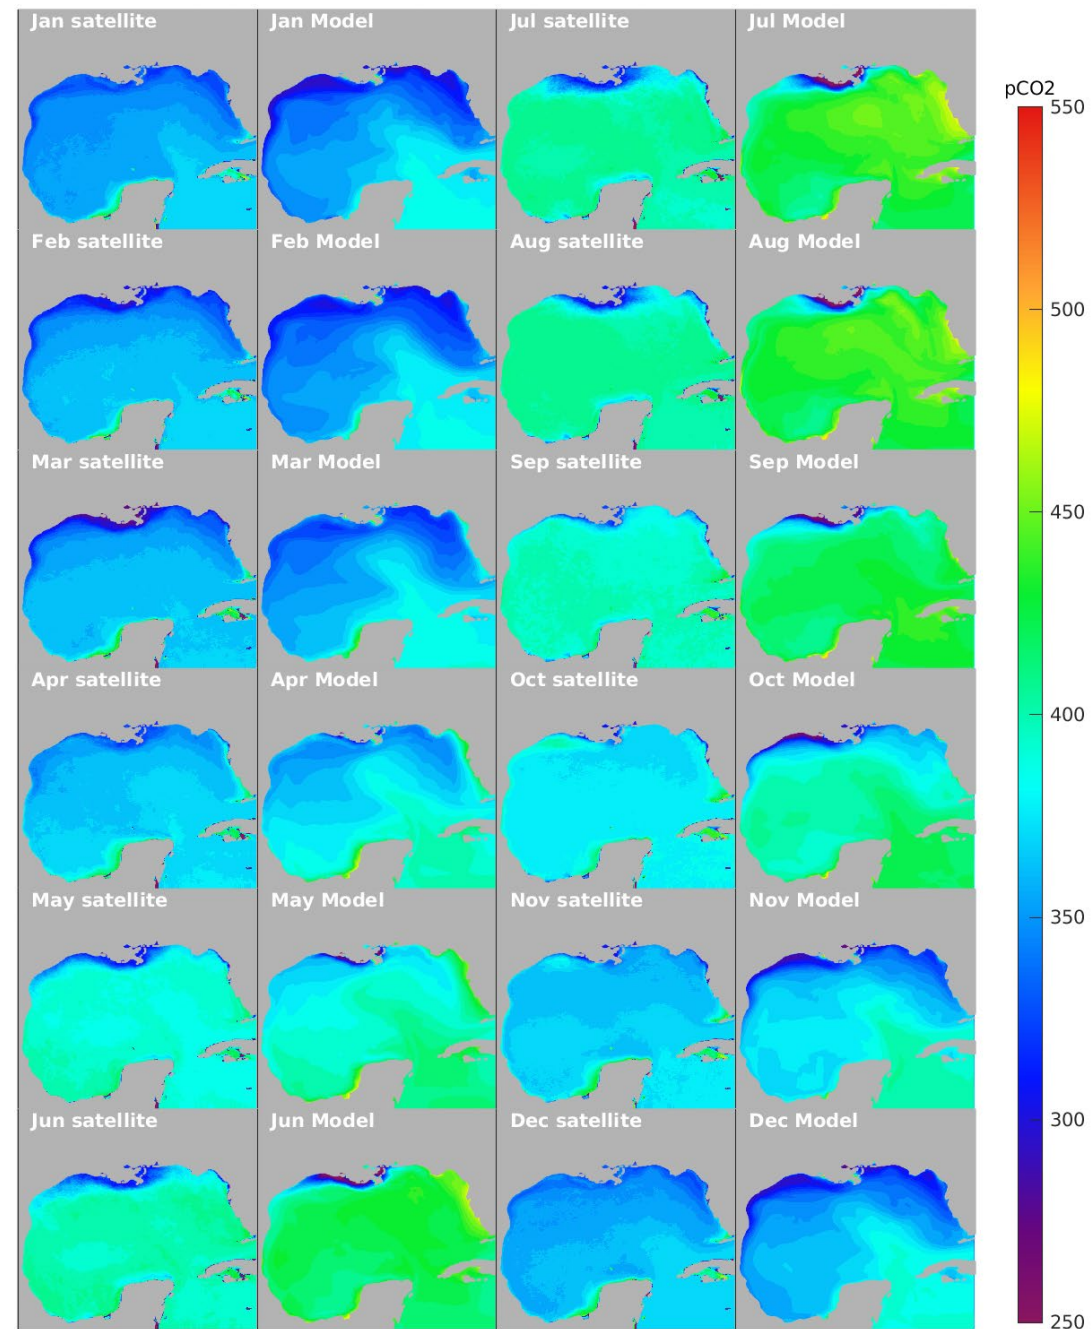 Jan satellite Jan Model Jul satellite Jul Model
pCO2
550
Feb satellite Feb Model Aug satellite Aug Model
500
Mar satellite Mar Model Sep satellite Sep Model
450
Apr satellite Apr Model Oct satellite Oct Model
400
May satellite May Model Nov satellite Nov Model
350
Jun satellite Jun Model Dec satellite Dec Model
300
250